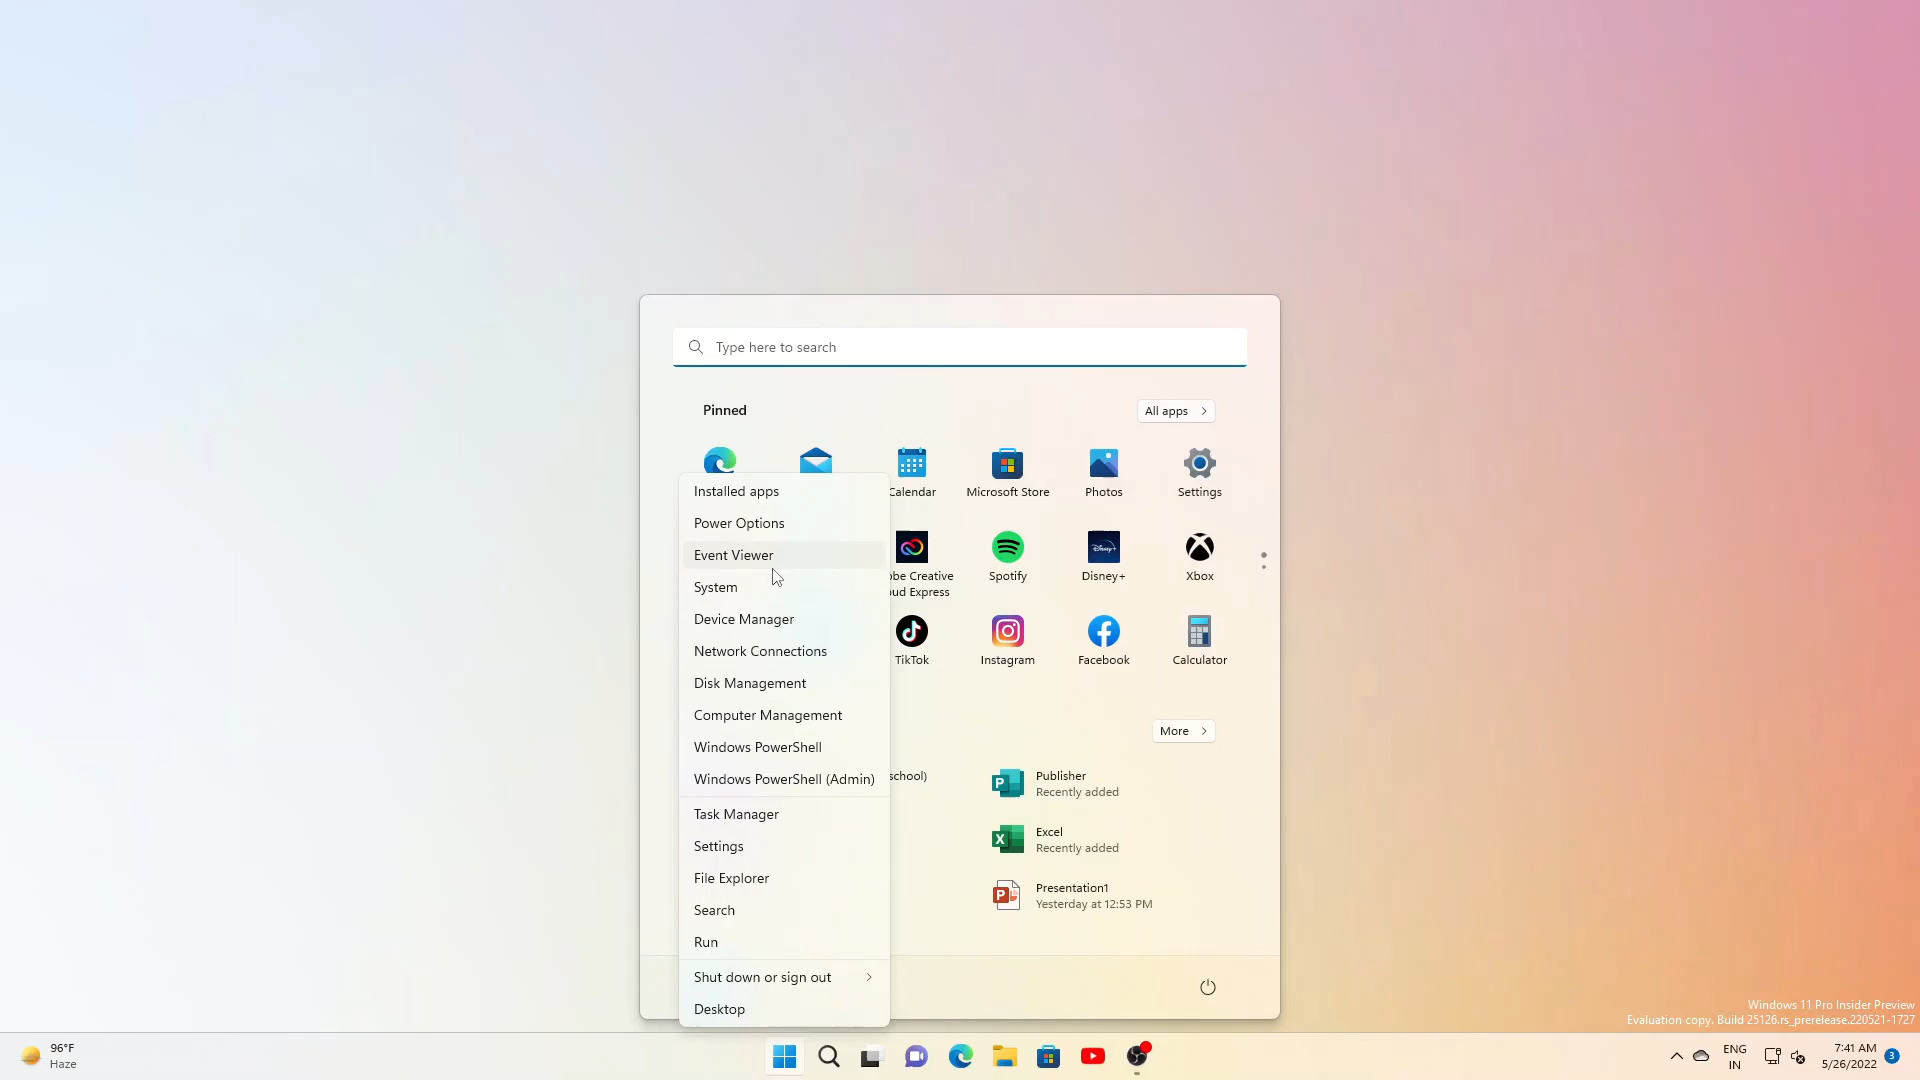 Type here to search
Pinned
All apps
Calendar
Microsoft Store
Photos
Settings
Installed apps
Power Options
Event Viewer
System
Device Manager
Network Connections
Disk Management
Computer Management
Windows PowerShell
Windows PowerShell (Admin)
Task Manager
Settings
File Explorer
Search
Run
Shut down or sign out
Desktop
be Creative
ud Express
Spotify
Disney+
Xbox
TikTok
Instagram
Facebook
Calculator
More
school)
Publisher
Recently added
Excel
Recently added
Presentation1
Yesterday at 12:53 PM
Windows 11 Pro Insider Preview
Evaluation copy. Build 25126.rs_prerelease.220521-1727
96°F
Haze
ENG
IN
7:41 AM
5/26/2022
3